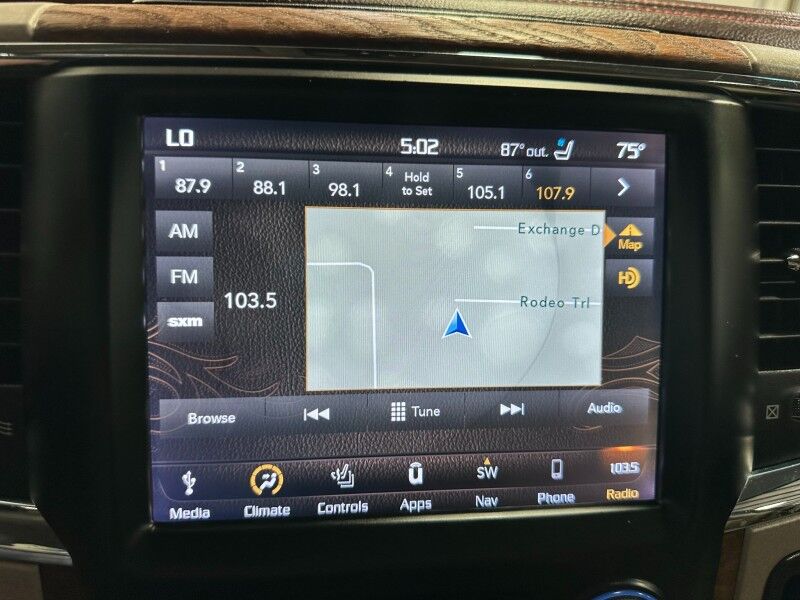 LO 5:02 87° out. 75°
1 87.9 2 88.1 3 98.1 4 Hold to Set 5 105.1 6 107.9
AM
FM
sxm
103.5
Exchange D
Rodeo Trl
Map
HD
Browse Tune Audio
SW 103.5
Media Climate Controls Apps Nav Phone Radio